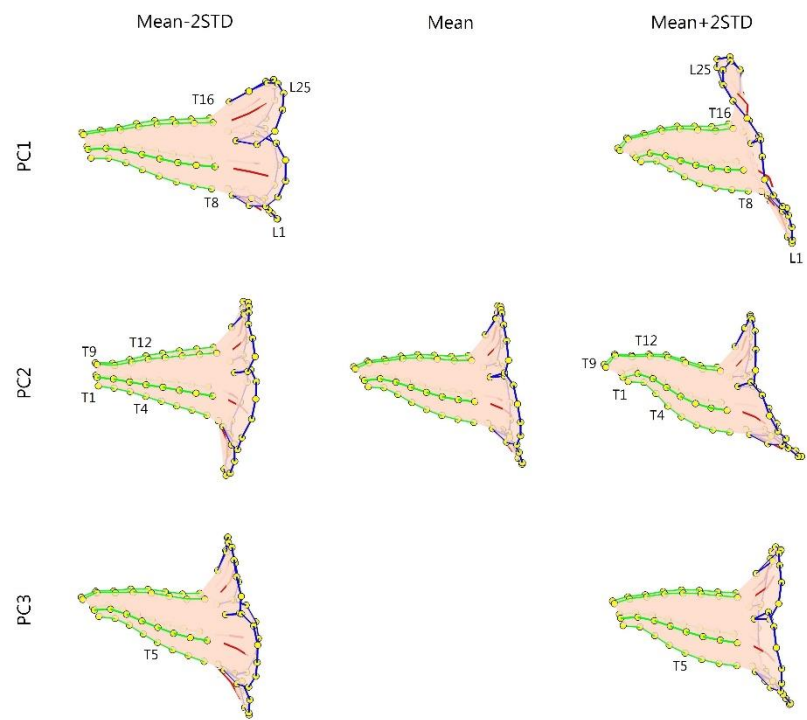 Mean-2STD
Mean
Mean+2STD
PC1
T16
L25
T8
L1
L25
T16
T8
L1
PC2
T9
T12
T1
T4
T12
T9
T1
T4
PC3
T5
T5